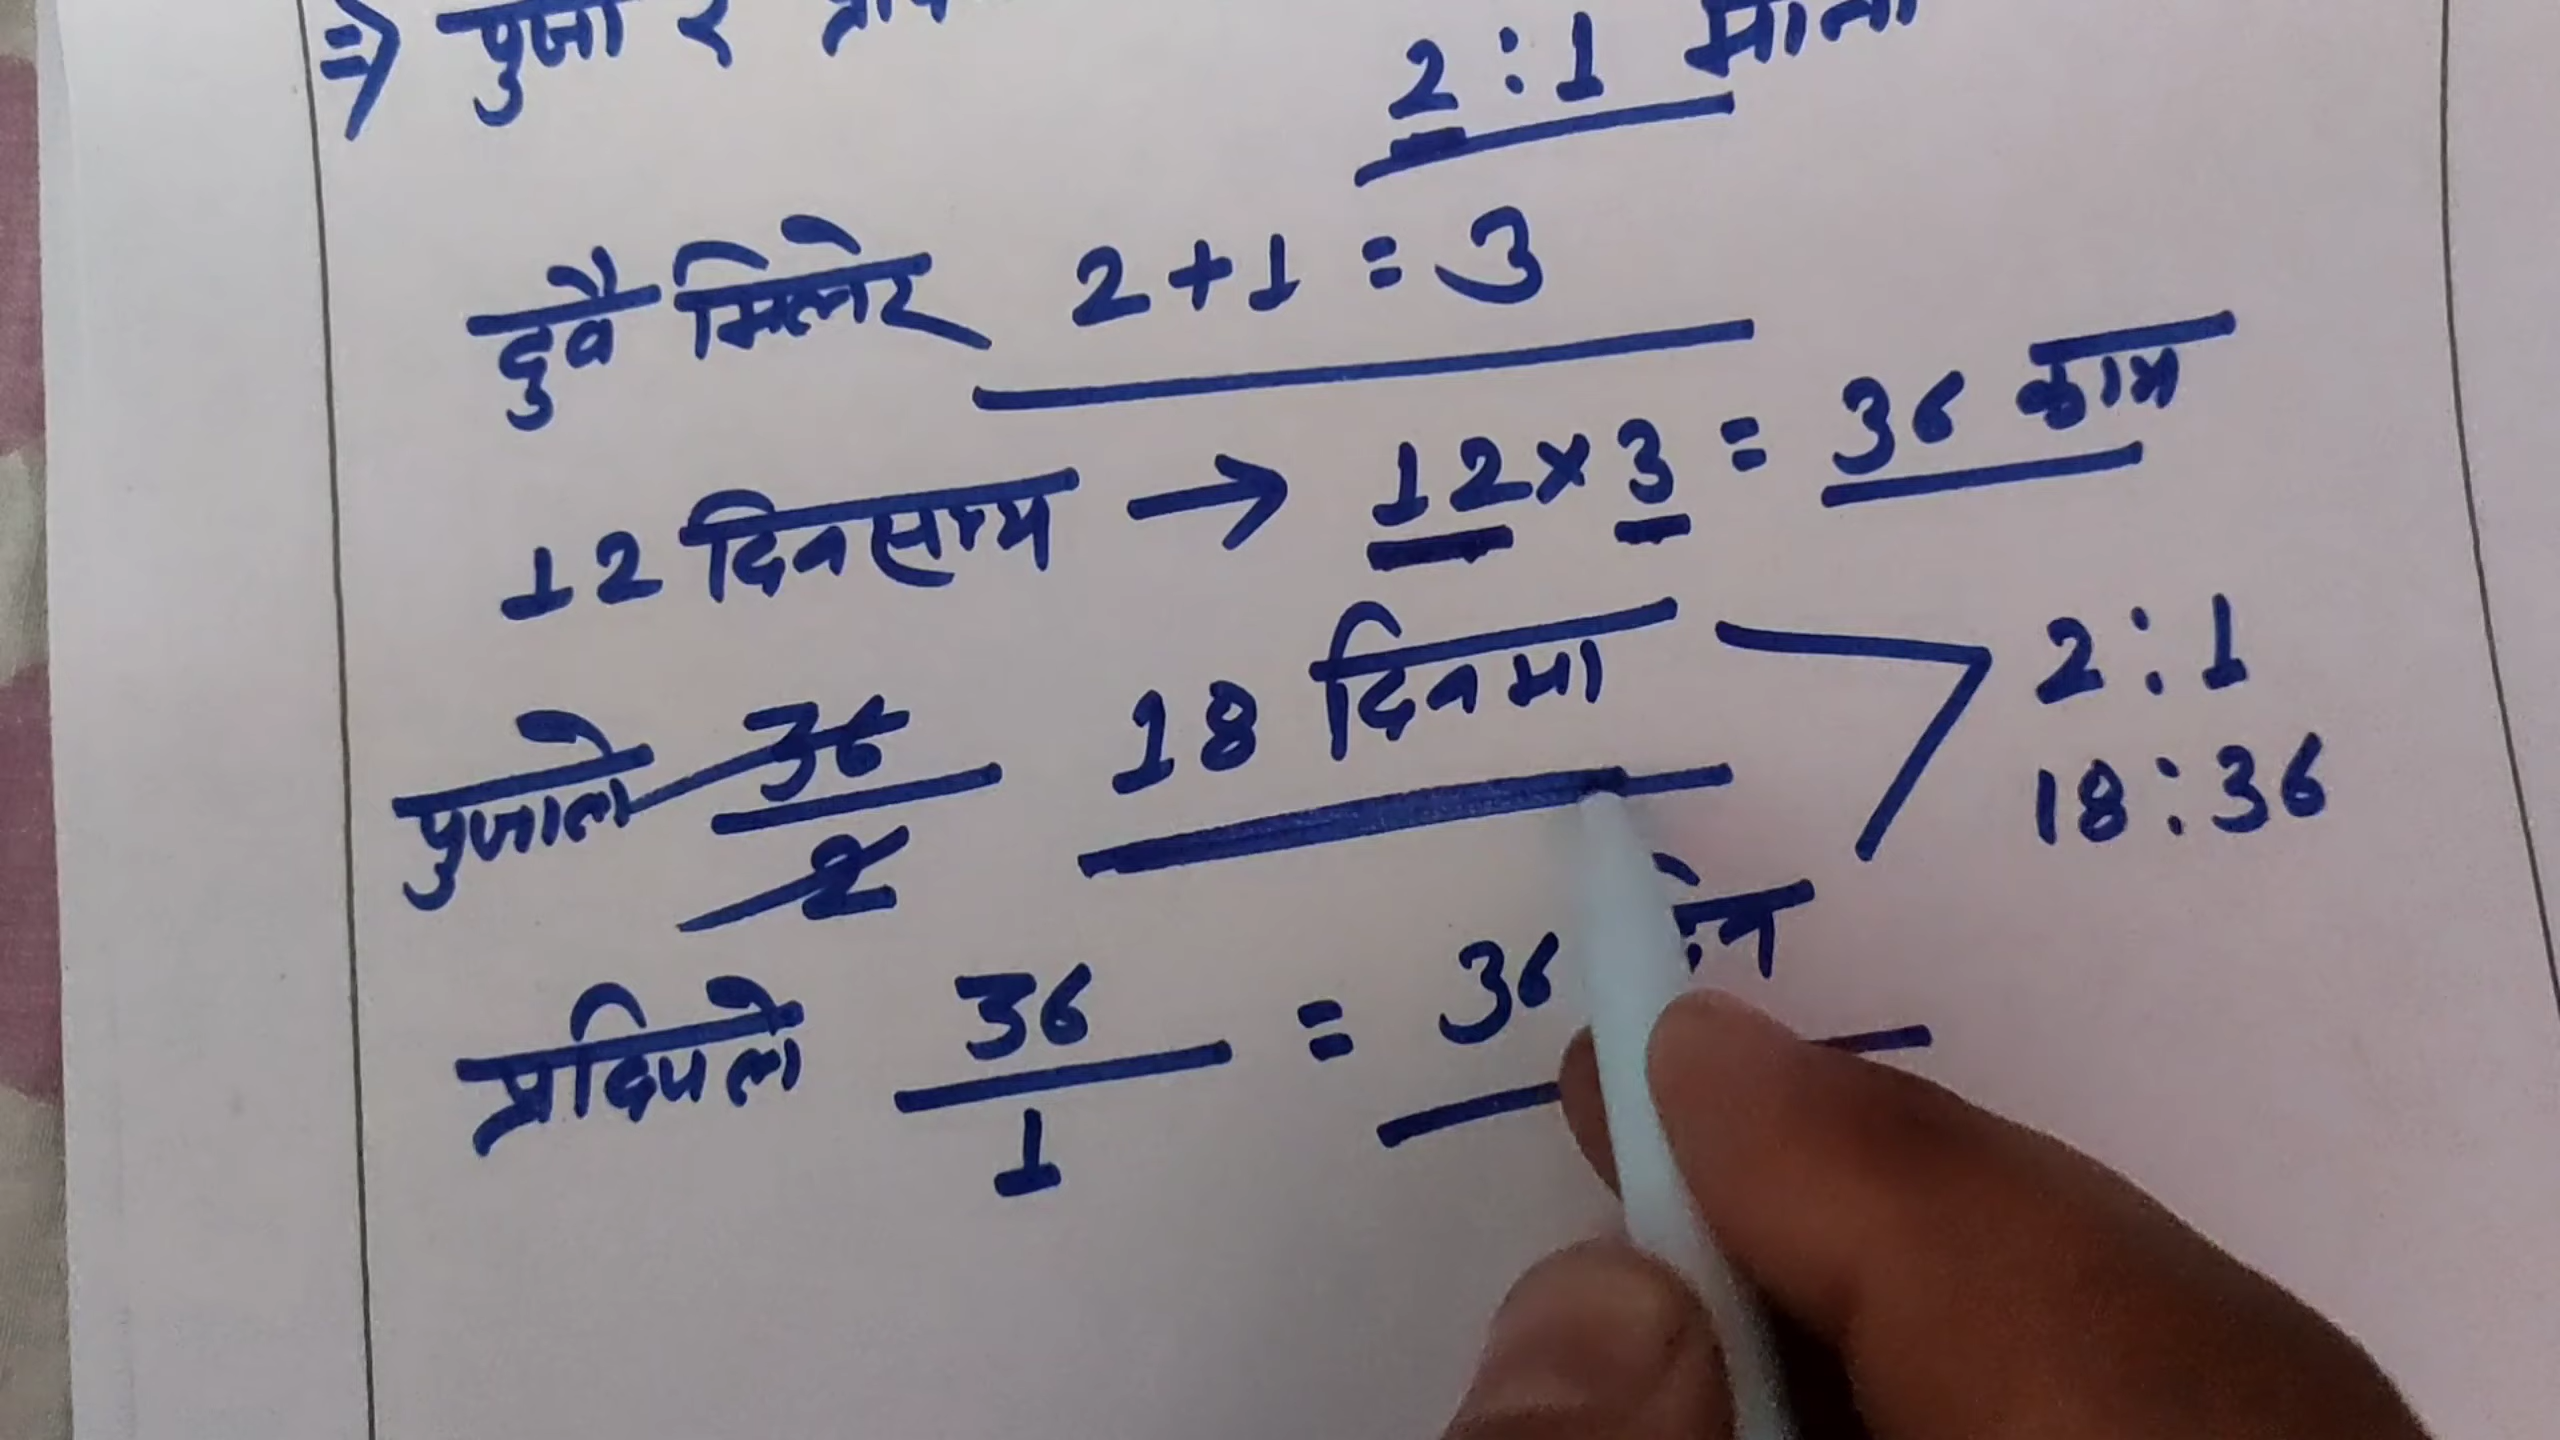 ⇒ पुजा र
2 : 1
दुवै मिलेर 2+1 = 3
12 दिनसम्म → 12 × 3 = 36 काम
पुजाले 36/2 18 दिनमा
2 : 1
18 : 36
प्रदिपले 36/1 = 36